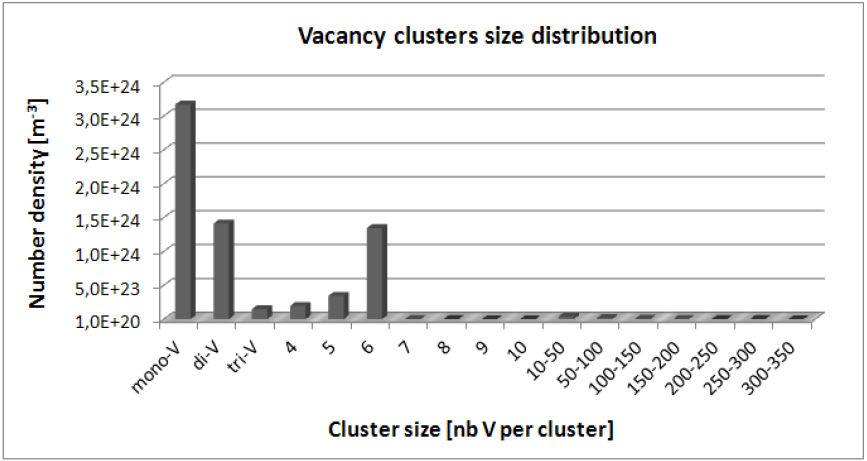 Vacancy clusters size distribution
Number density [m⁻³]
3,5E+24
3,0E+24
2,5E+24
2,0E+24
1,5E+24
1,0E+24
5,0E+23
1,0E+20
mono-V
di-V
tri-V
4
5
6
7
8
9
10
10-50
50-100
100-150
150-200
200-250
250-300
300-350
Cluster size [nb V per cluster]